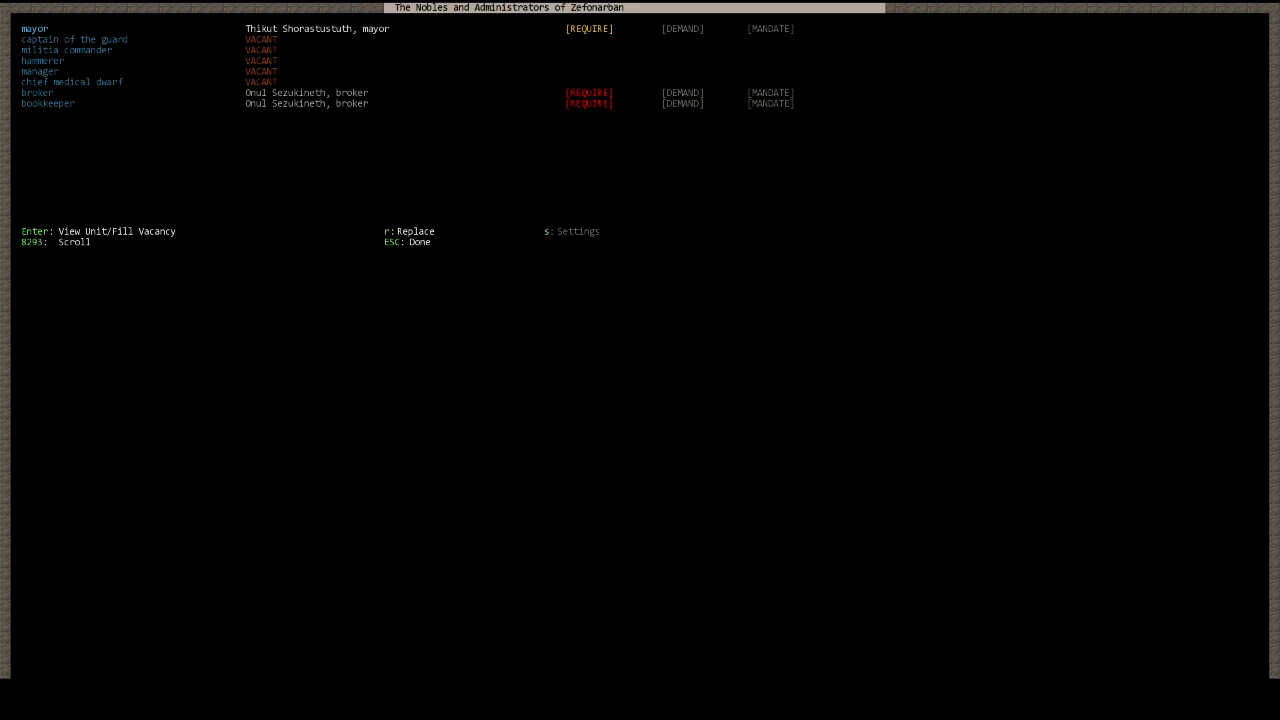 The Nobles and Administrators of Zefonarban
mayor Thikut Shorastustuth, mayor [REQUIRE] [DEMAND] [MANDATE]
captain of the guard VACANT
militia commander VACANT
hammerer VACANT
manager VACANT
chief medical dwarf VACANT
broker Onul Sezukineth, broker [REQUIRE] [DEMAND] [MANDATE]
bookkeeper Onul Sezukineth, broker [REQUIRE] [DEMAND] [MANDATE]
Enter: View Unit/Fill Vacancy r: Replace s: Settings
8293: Scroll ESC: Done